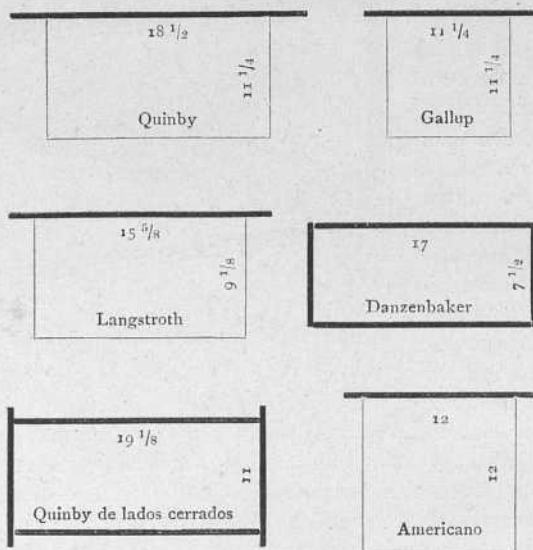 18 1/2
11 1/4
Quinby
11 1/4
11 1/4
Gallup
15 5/8
9 1/8
Langstroth
17
7 1/2
Danzenbaker
19 1/8
11
Quinby de lados cerrados
12
12
Americano